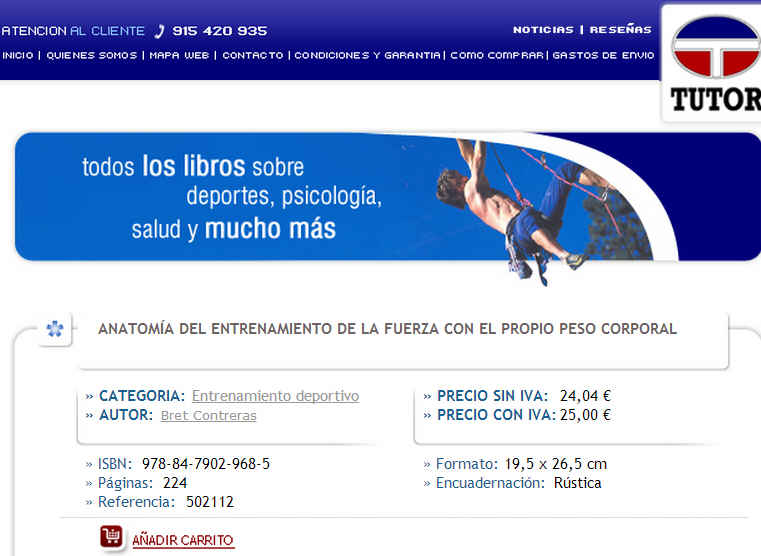 ATENCION AL CLIENTE 915 420 935
NOTICIAS | RESEÑAS
INICIO | QUIENES SOMOS | MAPA WEB | CONTACTO | CONDICIONES Y GARANTIA | COMO COMPRAR | GASTOS DE ENVIO
TUTOR
todos los libros sobre
deportes, psicología,
salud y mucho más
ANATOMÍA DEL ENTRENAMIENTO DE LA FUERZA CON EL PROPIO PESO CORPORAL
» CATEGORIA: Entrenamiento deportivo
» AUTOR: Bret Contreras
» PRECIO SIN IVA: 24,04 €
» PRECIO CON IVA: 25,00 €
» ISBN: 978-84-7902-968-5
» Páginas: 224
» Referencia: 502112
» Formato: 19,5 x 26,5 cm
» Encuadernación: Rústica
AÑADIR CARRITO